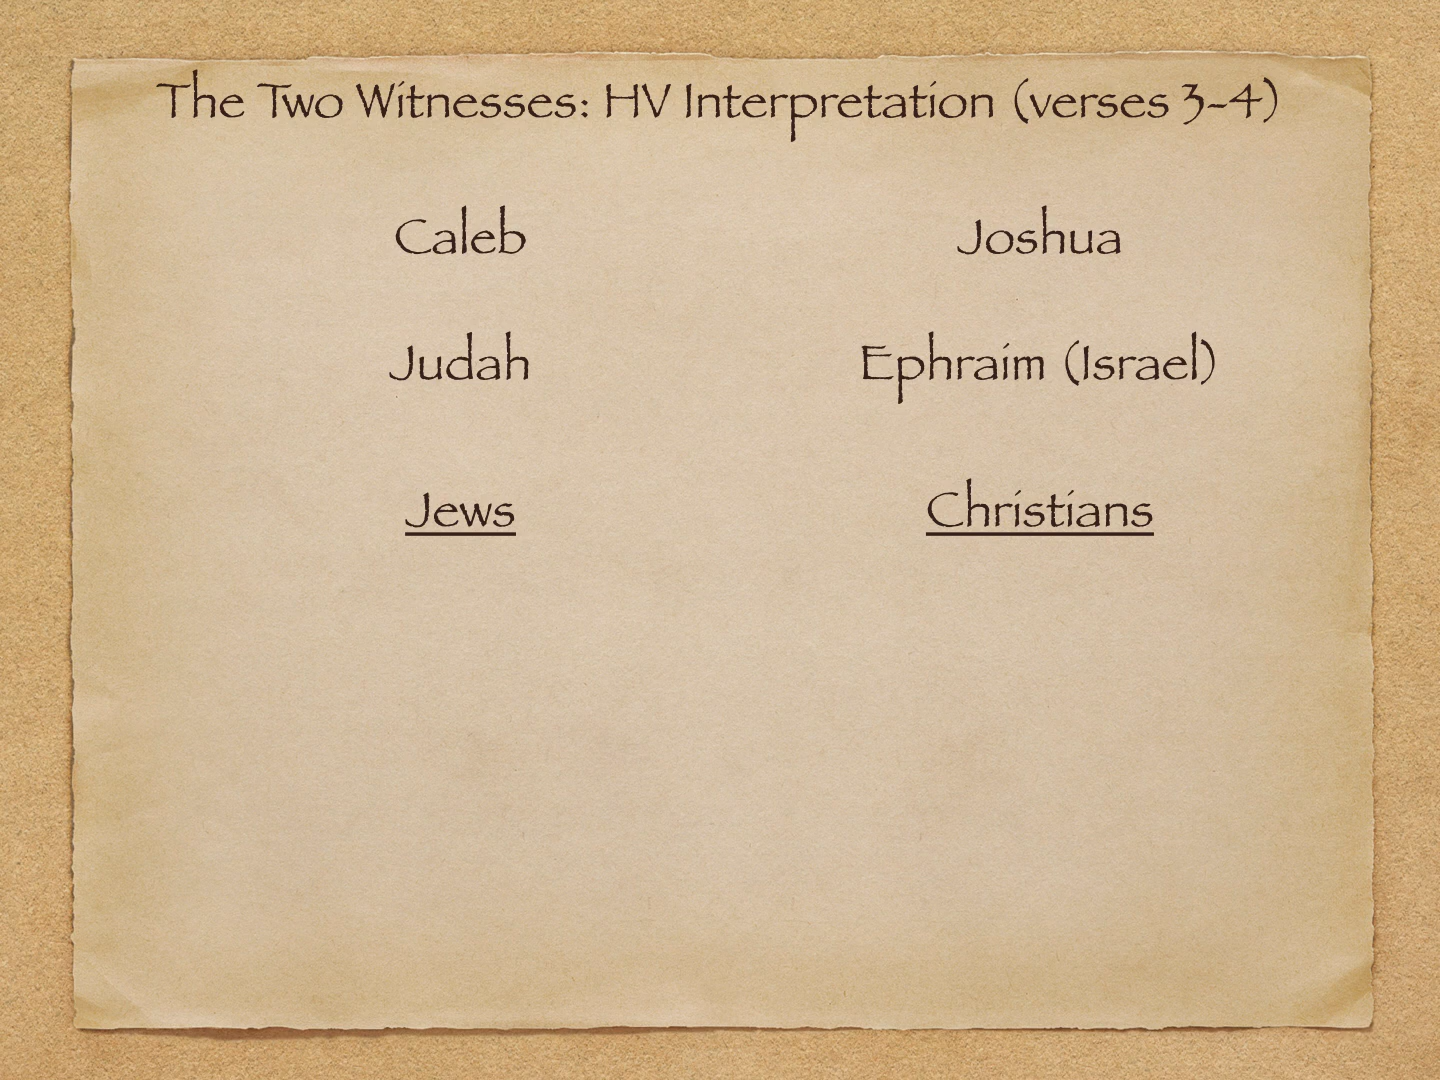 The Two Witnesses: HV Interpretation (verses 3-4)
Caleb Joshua
Judah Ephraim (Israel)
Jews Christians